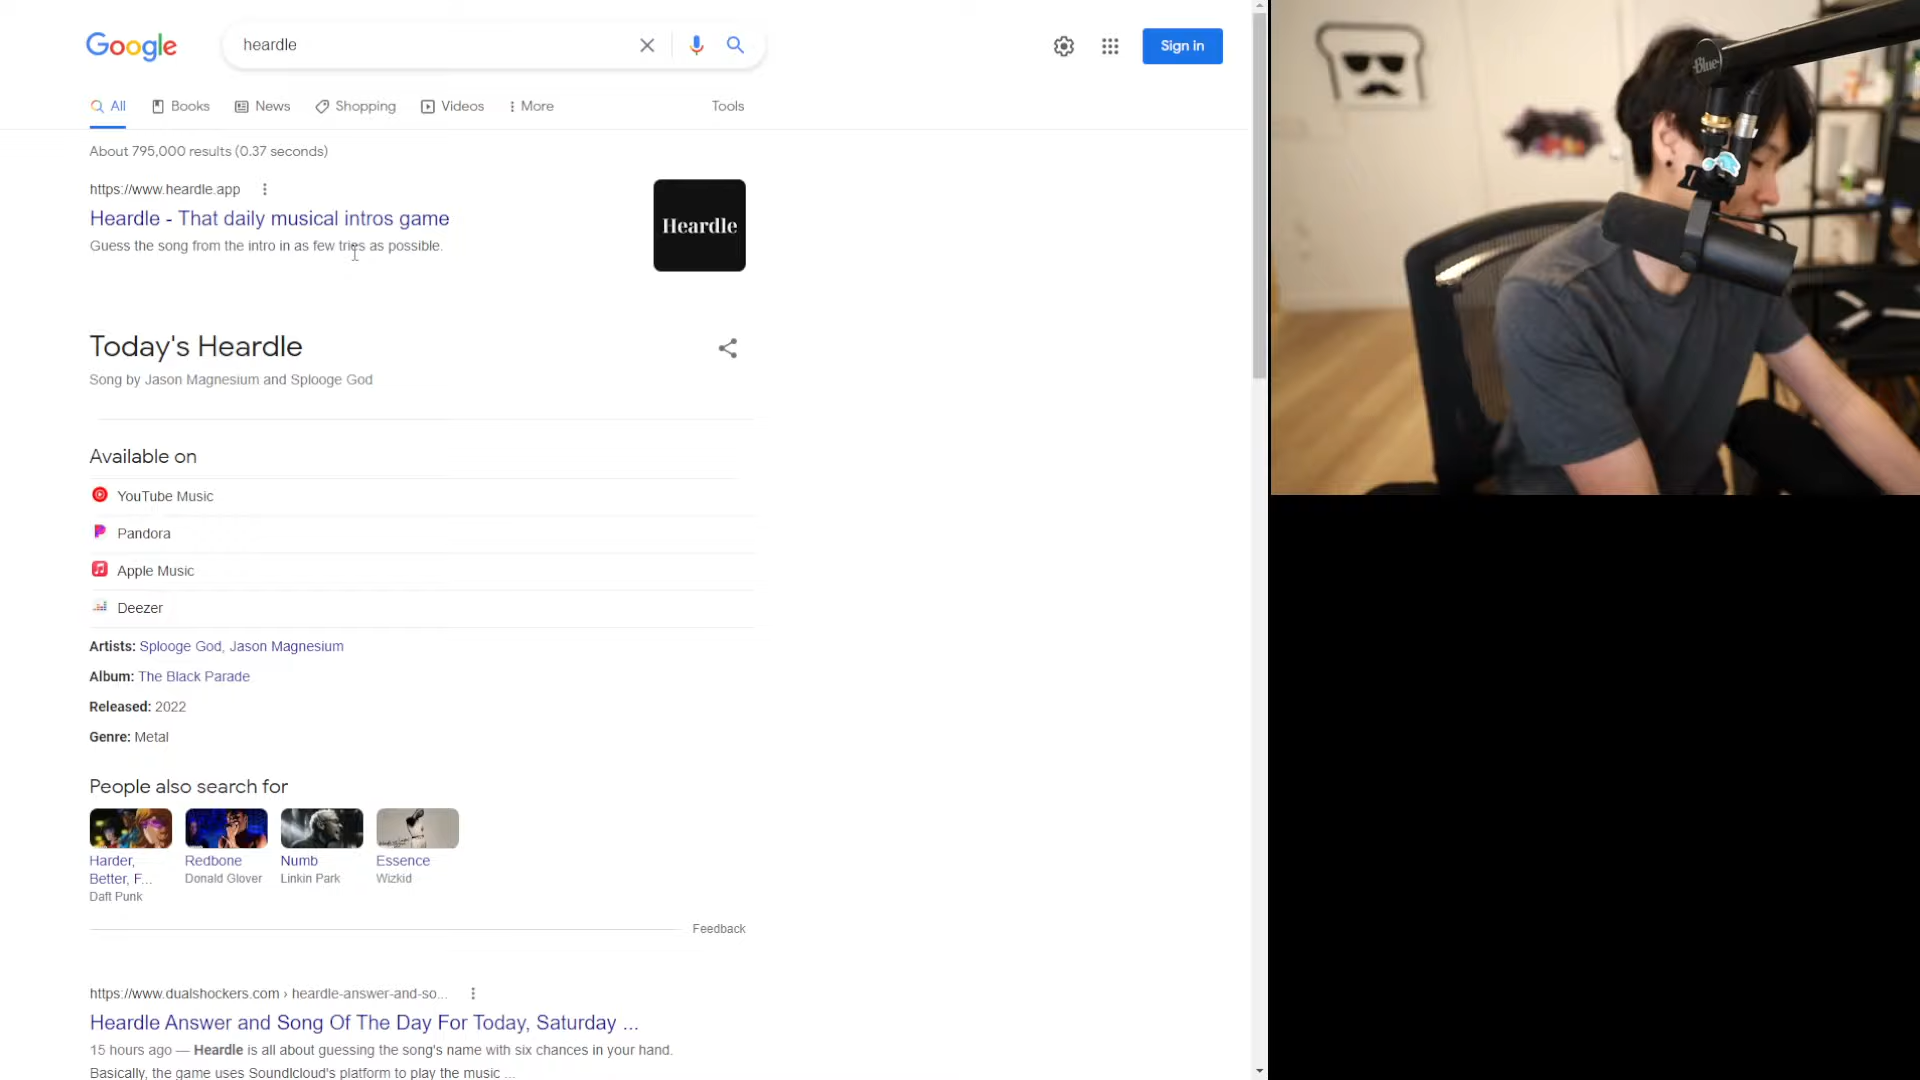 Google
heardle
Sign in
All
Books
News
Shopping
Videos
More
Tools
About 795,000 results (0.37 seconds)
https://www.heardle.app
Heardle - That daily musical intros game
Guess the song from the intro in as few tries as possible.
Heardle
Today's Heardle
Song by Jason Magnesium and Splooge God
Available on
YouTube Music
Pandora
Apple Music
Deezer
Artists: Splooge God, Jason Magnesium
Album: The Black Parade
Released: 2022
Genre: Metal
People also search for
Harder,
Better, F...
Daft Punk
Redbone
Donald Glover
Numb
Linkin Park
Essence
Wizkid
Feedback
https://www.dualshockers.com › heardle-answer-and-so...
Heardle Answer and Song Of The Day For Today, Saturday ...
15 hours ago — Heardle is all about guessing the song's name with six chances in your hand.
Basically, the game uses Soundlcloud's platform to play the music ...
Blue